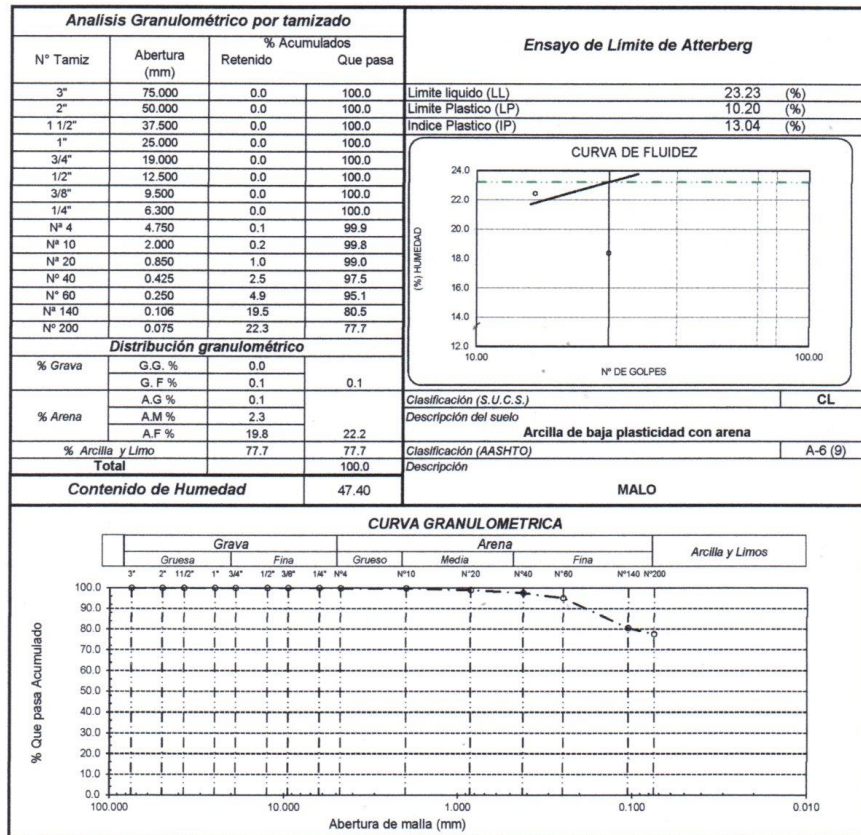 Analisis Granulométrico por tamizado
N° Tamiz Abertura (mm) % Acumulados
Retenido Que pasa
3" 75.000 0.0 100.0
2" 50.000 0.0 100.0
1 1/2" 37.500 0.0 100.0
1" 25.000 0.0 100.0
3/4" 19.000 0.0 100.0
1/2" 12.500 0.0 100.0
3/8" 9.500 0.0 100.0
1/4" 6.300 0.0 100.0
Nª 4 4.750 0.1 99.9
Nª 10 2.000 0.2 99.8
Nª 20 0.850 1.0 99.0
Nº 40 0.425 2.5 97.5
N° 60 0.250 4.9 95.1
Nª 140 0.106 19.5 80.5
Nº 200 0.075 22.3 77.7
Distribución granulométrico
% Grava G.G. % 0.0
G. F % 0.1 0.1
% Arena A.G % 0.1
A.M % 2.3
A.F % 19.8 22.2
% Arcilla y Limo 77.7 77.7
Total 100.0
Contenido de Humedad 47.40
Ensayo de Límite de Atterberg
Limite liquido (LL) 23.23 (%)
Limite Plastico (LP) 10.20 (%)
Indice Plastico (IP) 13.04 (%)
CURVA DE FLUIDEZ
(%) HUMEDAD
24.0
22.0
20.0
18.0
16.0
14.0
12.0
10.00 100.00
Nº DE GOLPES
Clasificación (S.U.C.S.) CL
Descripción del suelo
Arcilla de baja plasticidad con arena
Clasificación (AASHTO) A-6 (9)
Descripción
MALO
CURVA GRANULOMETRICA
Grava Arena Arcilla y Limos
Gruesa Fina Grueso Media Fina
3" 2" 11/2" 1" 3/4" 1/2" 3/8" 1/4" Nº4 Nº10 N°20 N°40 N°60 N°140 N°200
% Que pasa Acumulado
100.0
90.0
80.0
70.0
60.0
50.0
40.0
30.0
20.0
10.0
0.0
100.000 10.000 1.000 0.100 0.010
Abertura de malla (mm)